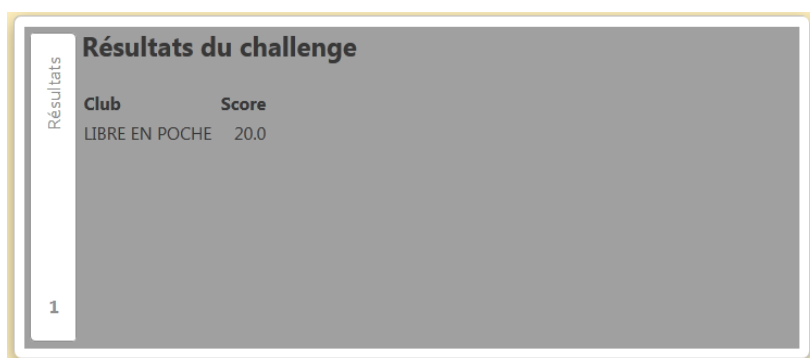 Résultats
1
Résultats du challenge
Club Score
LIBRE EN POCHE 20.0